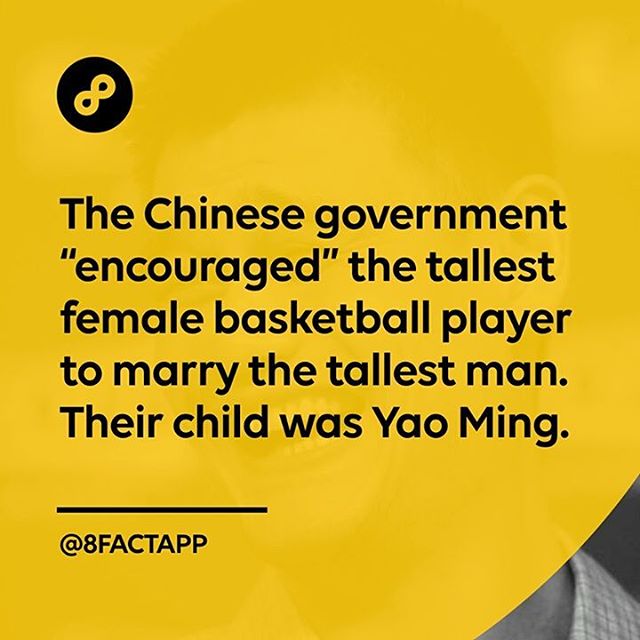 The Chinese government
“encouraged” the tallest
female basketball player
to marry the tallest man.
Their child was Yao Ming.
@8FACTAPP